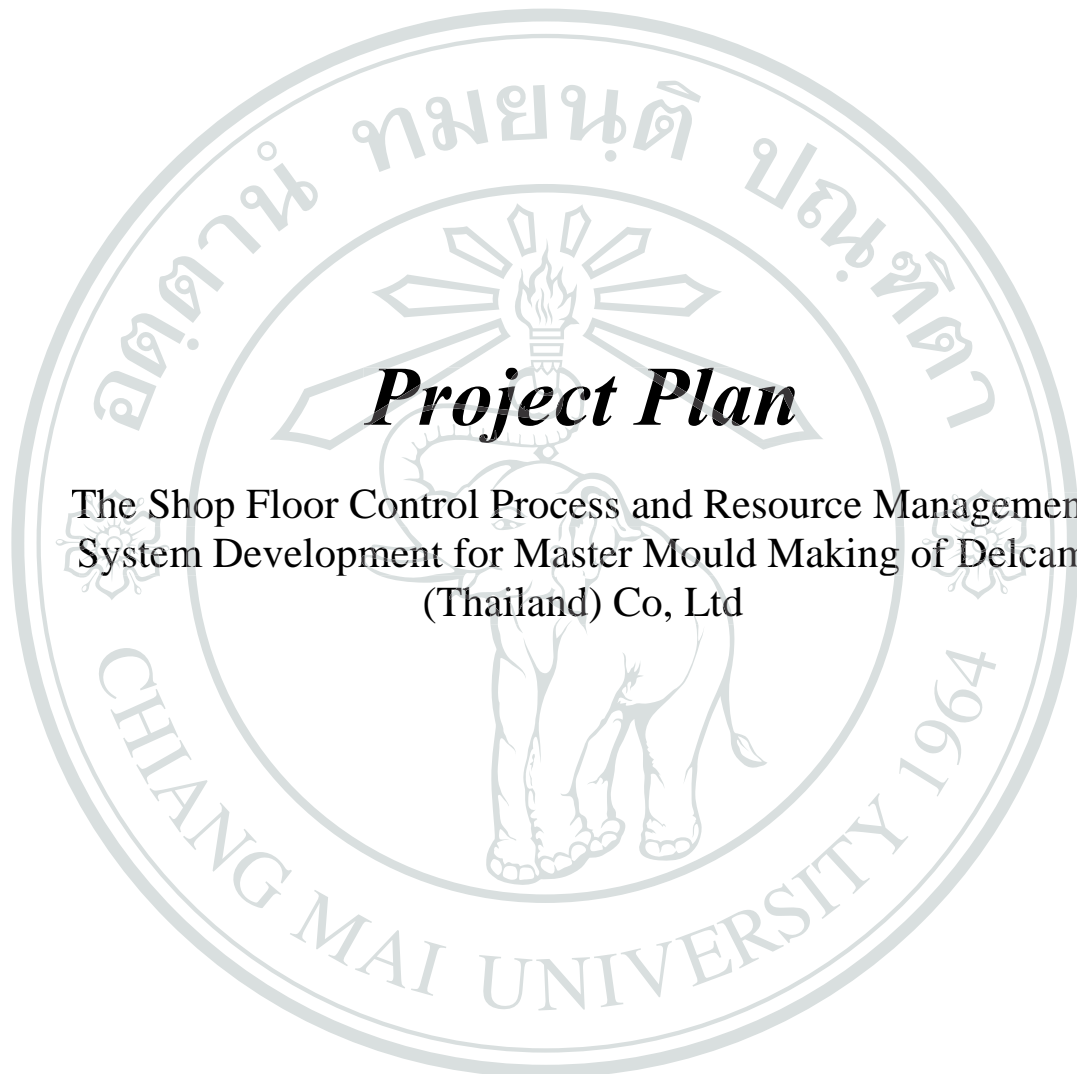 อตฺตานํ ทมยนฺติ ปณฺฑิตา
Project Plan
The Shop Floor Control Process and Resource Managemen
System Development for Master Mould Making of Delcam
(Thailand) Co, Ltd
CHIANG MAI UNIVERSITY 1964